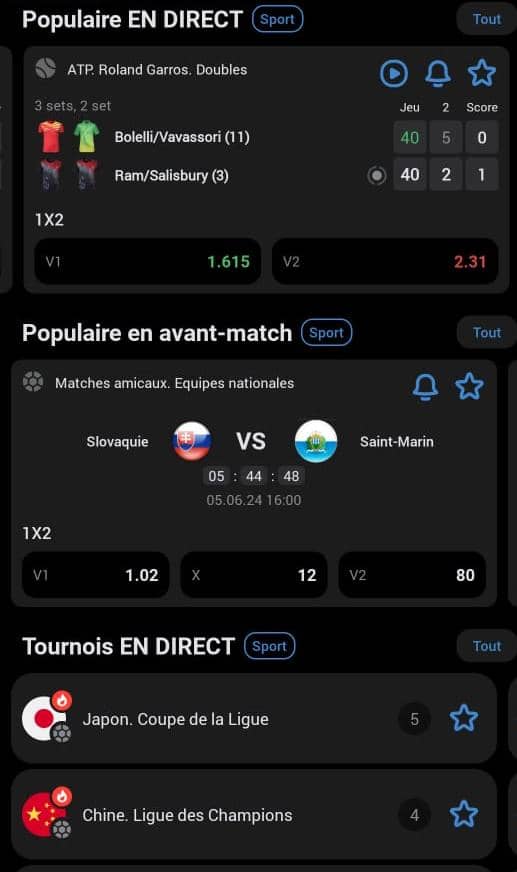 Populaire EN DIRECT Sport Tout
ATP. Roland Garros. Doubles
3 sets, 2 set Jeu 2 Score
Bolelli/Vavassori (11) 40 5 0
Ram/Salisbury (3) 40 2 1
1X2
V1 1.615 V2 2.31
Populaire en avant-match Sport Tout
Matches amicaux. Equipes nationales
Slovaquie VS Saint-Marin
05 : 44 : 48
05.06.24 16:00
1X2
V1 1.02 X 12 V2 80
Tournois EN DIRECT Sport Tout
Japon. Coupe de la Ligue 5
Chine. Ligue des Champions 4